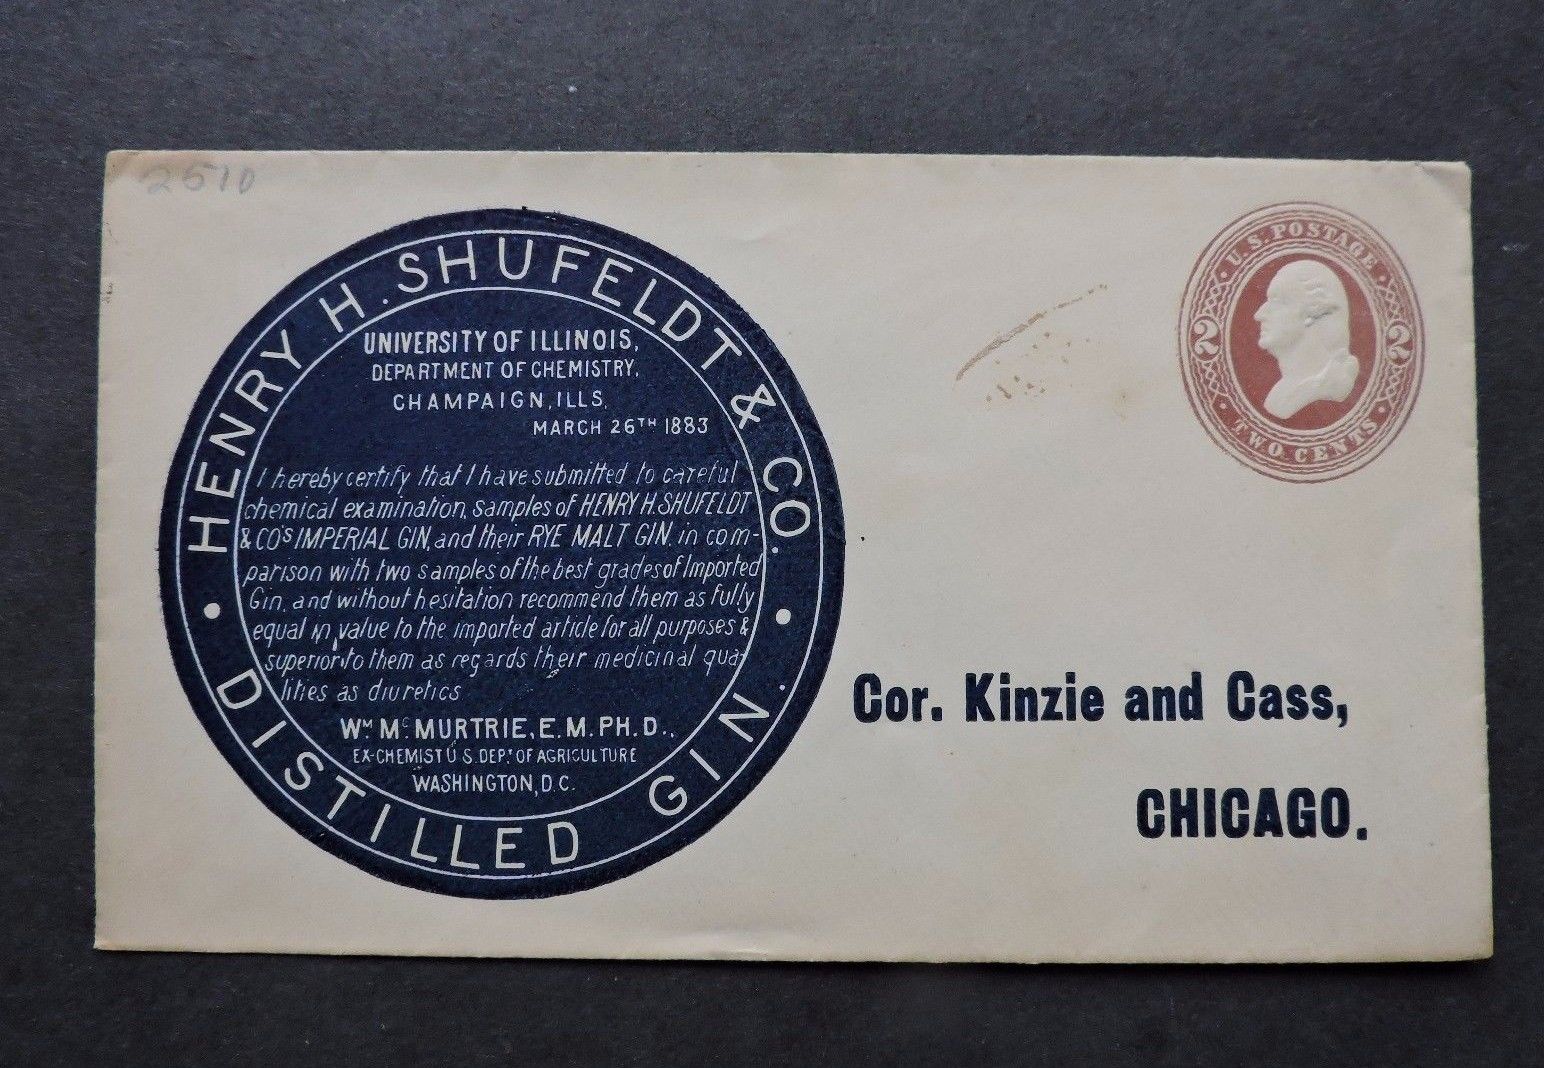 2510
HENRY H. SHUFELDT & CO.
UNIVERSITY OF ILLINOIS,
DEPARTMENT OF CHEMISTRY,
CHAMPAIGN, ILLS.
MARCH 26TH 1883
I hereby certify that I have submitted to careful
chemical examination, samples of HENRY H. SHUFELDT
& CO'S IMPERIAL GIN, and their RYE MALT GIN, in com-
parison with two samples of the best grades of Imported
Gin, and without hesitation recommend them as fully
equal in value to the imported article for all purposes &
superior to them as regards their medicinal qua-
lities as diuretics
WM MC MURTRIE, E. M. PH. D.,
EX-CHEMIST U S. DEPT OF AGRICULTURE
WASHINGTON, D.C.
DISTILLED GIN.
U.S. POSTAGE
2 2
TWO CENTS
Cor. Kinzie and Cass,
CHICAGO.